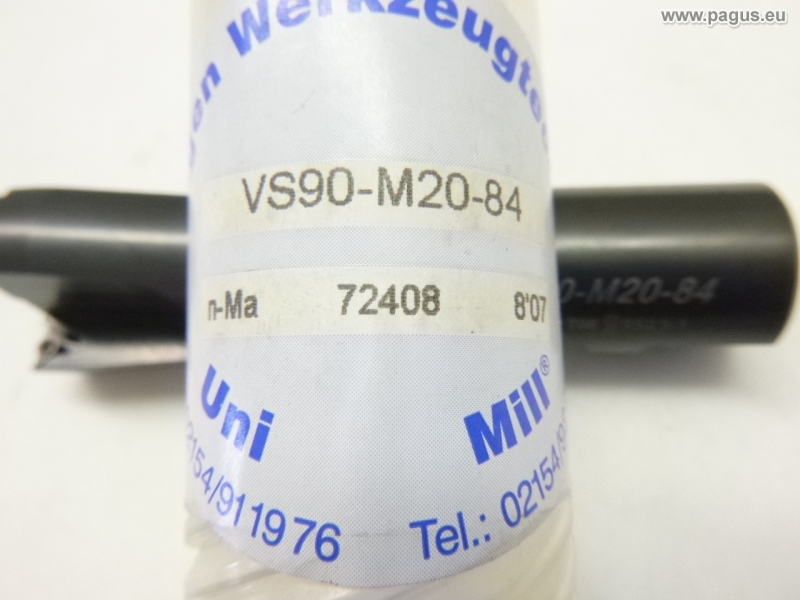 www.pagus.eu
en Werkzeugte
VS90-M20-84
0-M20-84
n-Ma 72408 8'07
Uni Mill®
02154/911976 Tel.: 02154/9